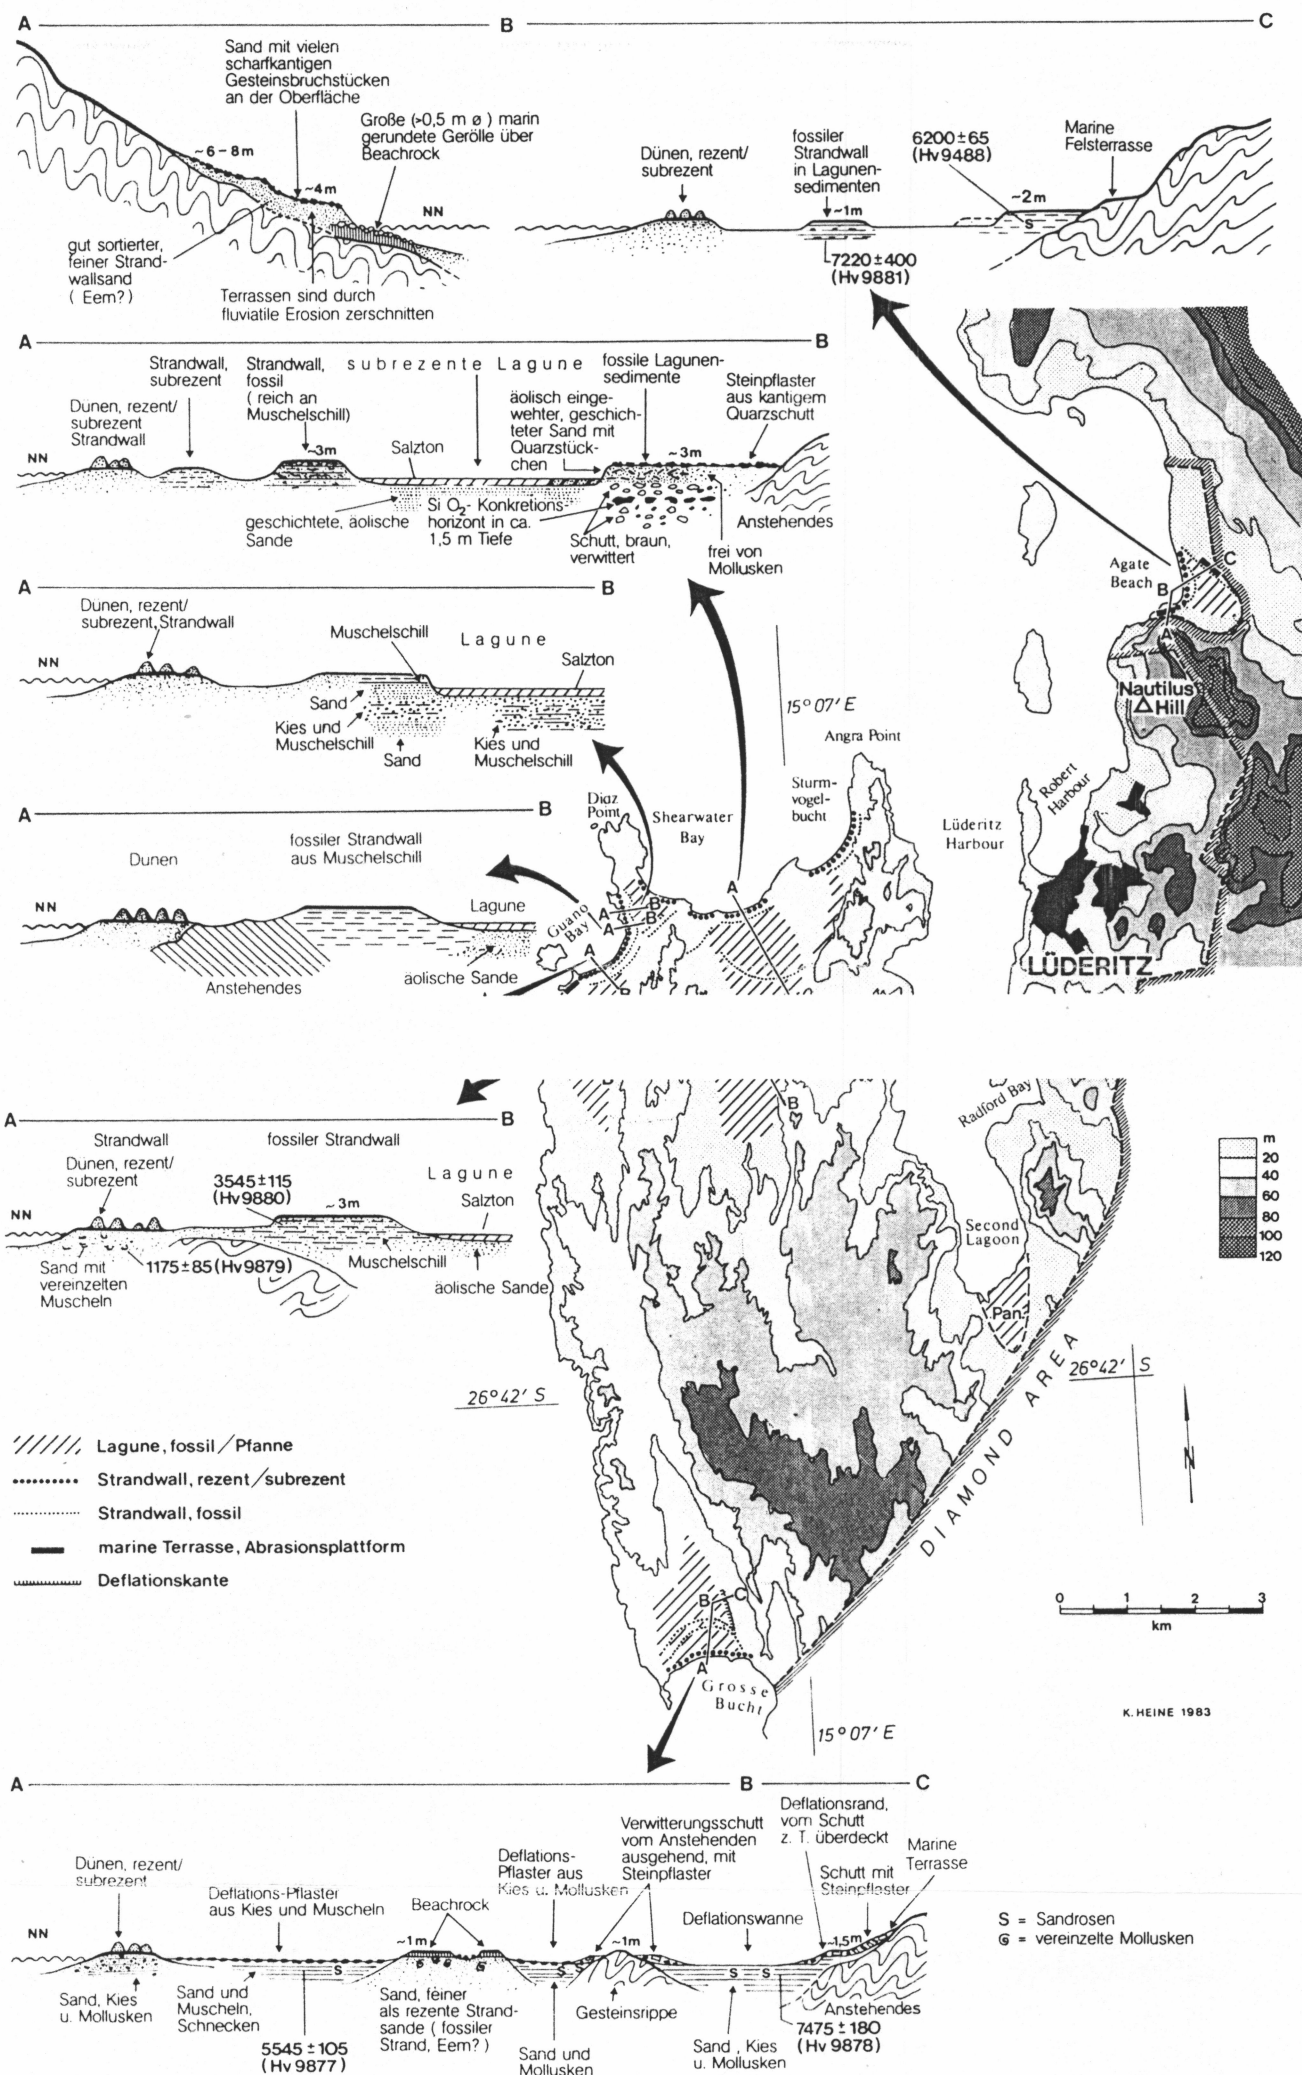 A B C
Sand mit vielen
scharfkantigen
Gesteinsbruchstücken
an der Oberfläche
Große (>0,5 m ø) marin
gerundete Gerölle über
Beachrock
~6-8m
~4m
NN
gut sortierter,
feiner Strand-
wallsand
( Eem?)
Terrassen sind durch
fluviatile Erosion zerschnitten
Dünen, rezent/
subrezent
fossiler
Strandwall
in Lagunen-
sedimenten
~1m
7220±400
(Hv9881)
6200±65
(Hv9488)
~2m
S
Marine
Felsterrasse
A B
Strandwall,
subrezent
Strandwall,
fossil
( reich an
Muschelschill)
subrezente Lagune
fossile Lagunen-
sedimente
Steinpflaster
aus kantigem
Quarzschutt
Dünen, rezent/
subrezent
Strandwall
äolisch einge-
wehter, geschich-
teter Sand mit
Quarzstück-
chen
NN
~3m
Salzton
~3m
geschichtete, äolische
Sande
Si O2- Konkretions-
horizont in ca.
1,5 m Tiefe
Schutt, braun,
verwittert
frei von
Mollusken
Anstehendes
A B
Dünen, rezent/
subrezent, Strandwall
Muschelschill
Lagune
Salzton
NN
Sand
Kies und
Muschelschill
Sand
Kies und
Muschelschill
A B
Dunen
fossiler Strandwall
aus Muschelschill
NN
Lagune
Anstehendes
äolische Sande
15°07′E
Angra Point
Diaz
Point
Shearwater
Bay
Sturm-
vogel-
bucht
Guano
Bay
A
B
A
B
A
A
B
Agate
Beach
C
B
A
Nautilus
Hill
Robert
Harbour
Lüderitz
Harbour
LÜDERITZ
A B
Strandwall
fossiler Strandwall
Dünen, rezent/
subrezent
3545±115
(Hv9880)
Lagune
Salzton
NN
~3m
Sand mit
vereinzelten
Muscheln
1175±85(Hv9879)
Muschelschill
äolische Sande
B
Radford Bay
Second
Lagoon
Pan
DIAMOND AREA
m
20
40
60
80
100
120
26°42′ S
26°42′ S
N
Lagune, fossil/Pfanne
Strandwall, rezent/subrezent
Strandwall, fossil
marine Terrasse, Abrasionsplattform
Deflationskante
B
C
A
Grosse
Bucht
15°07′E
0 1 2 3
km
K. HEINE 1983
A B C
Dünen, rezent/
subrezent
Deflations-Pflaster
aus Kies und Muscheln
Beachrock
Deflations-
Pflaster aus
Kies u. Mollusken
Verwitterungsschutt
vom Anstehenden
ausgehend, mit
Steinpflaster
Deflationsrand,
vom Schutt
z. T. überdeckt
Marine
Terrasse
Schutt mit
Steinpflaster
Deflationswanne
NN
~1m
~1m
~1,5m
S
S
S
S
S
Sand, Kies
u. Mollusken
Sand und
Muscheln,
Schnecken
5545±105
(Hv9877)
Sand, feiner
als rezente Strand-
sande ( fossiler
Strand, Eem?)
Sand und
Mollusken
Gesteinsrippe
Sand, Kies
u. Mollusken
Anstehendes
7475±180
(Hv9878)
S = Sandrosen
= vereinzelte Mollusken